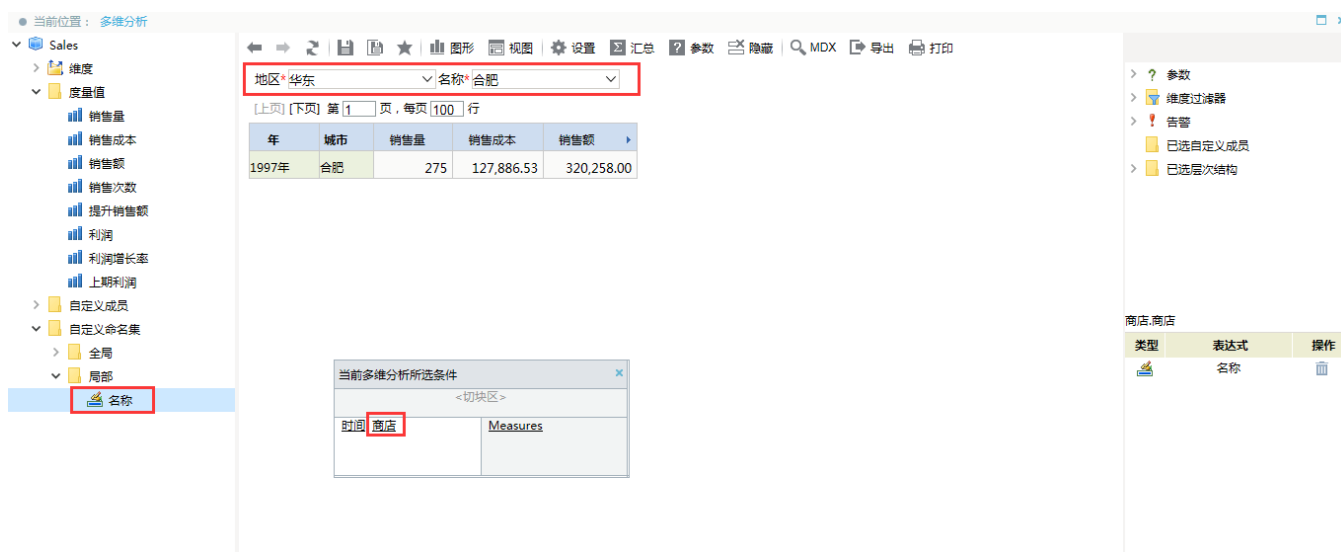 当前位置： 多维分析
Sales
维度
度量值
销售量
销售成本
销售额
销售次数
提升销售额
利润
利润增长率
上期利润
自定义成员
自定义命名集
全局
局部
名称
图形 视图 设置 汇总 参数 隐藏 MDX 导出 打印
地区* 华东 名称* 合肥
[上页] [下页] 第 1 页，每页 100 行
年 城市 销售量 销售成本 销售额
1997年 合肥 275 127,886.53 320,258.00
当前多维分析所选条件
<切块区>
时间 商店 Measures
参数
维度过滤器
告警
已选自定义成员
已选层次结构
商店.商店
类型 表达式 操作
名称